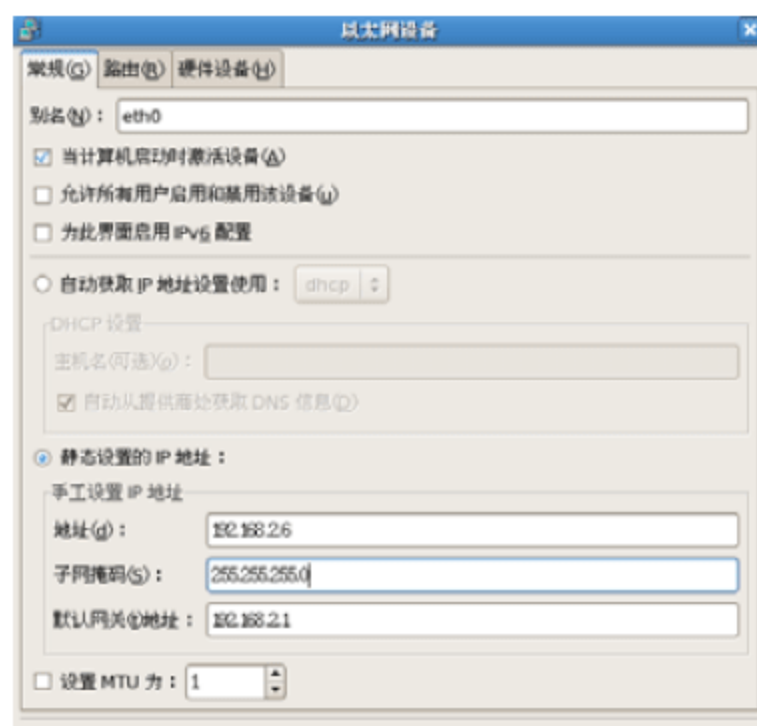 以太网设备
常规(G) 路由(R) 硬件设备(H)
别名(N)： eth0
当计算机启动时激活设备(A)
允许所有用户启用和禁用该设备(u)
为此界面启用 IPv6 配置
自动获取 IP 地址设置使用： dhcp
DHCP 设置
主机名(可选)(o)：
自动从提供商处获取 DNS 信息(D)
静态设置的 IP 地址：
手工设置 IP 地址
地址(d)： 192.168.2.6
子网掩码(S)： 255.255.255.0
默认网关(t)地址： 192.168.2.1
设置 MTU 为： 1